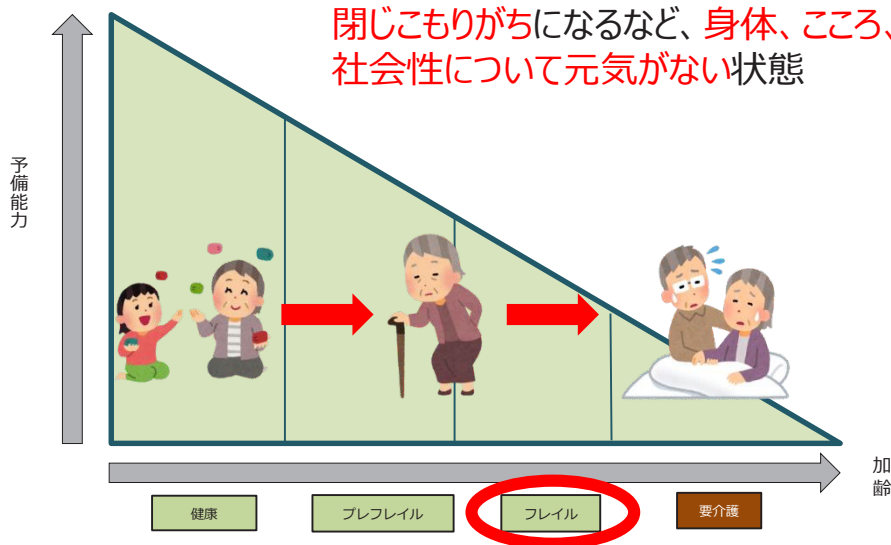 閉じこもりがちになるなど、身体、こころ、
社会性について元気がない状態
予備能力
加齢
健康
プレフレイル
フレイル
要介護